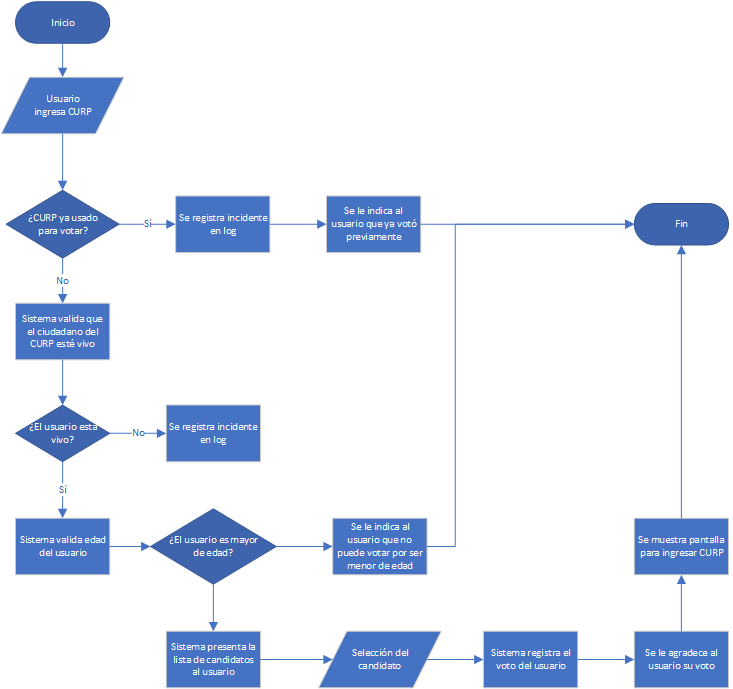 Inicio
Usuario
ingresa CURP
¿CURP ya usado
para votar?
Sí
Se registra incidente
en log
Se le indica al
usuario que ya votó
previamente
Fin
No
Sistema valida que
el ciudadano del
CURP esté vivo
¿El usuario esta
vivo?
No
Se registra incidente
en log
Sí
Sistema valida edad
del usuario
¿El usuario es mayor
de edad?
Se le indica al
usuario que no
puede votar por ser
menor de edad
Se muestra pantalla
para ingresar CURP
Sistema presenta la
lista de candidatos
al usuario
Selección del
candidato
Sistema registra el
voto del usuario
Se le agradece al
usuario su voto